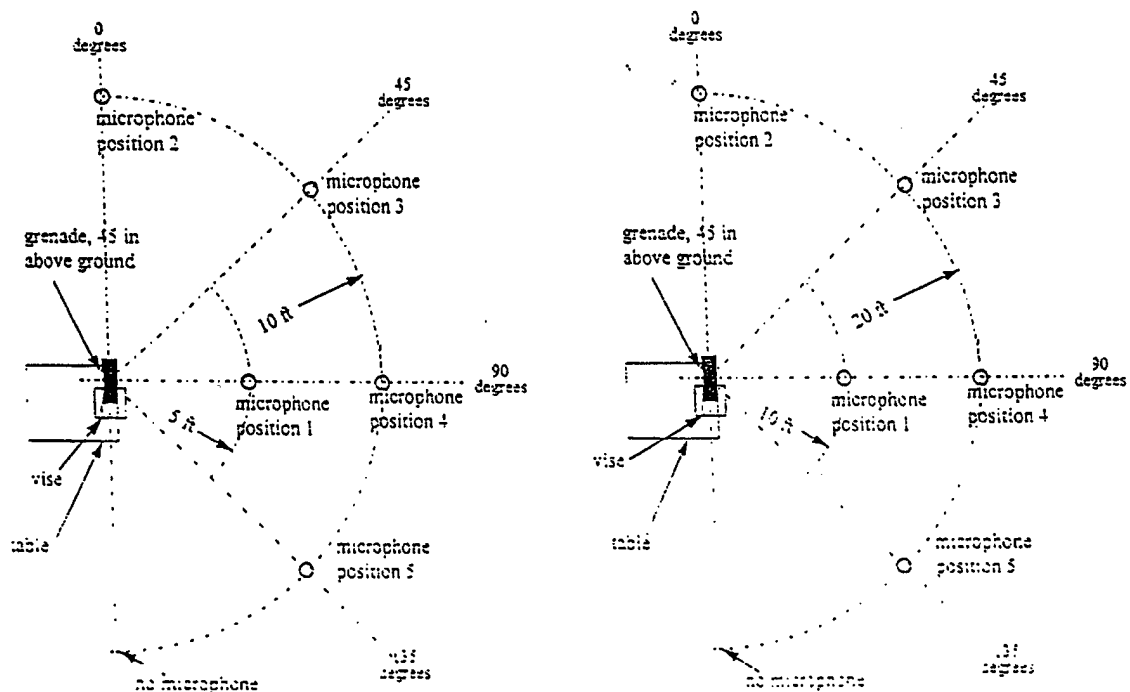 0
degrees
45
degrees
microphone
position 2
microphone
position 3
grenade, 45 in
above ground
10 ft
90
degrees
microphone
position 1
microphone
position 4
5 ft
vise
table
microphone
position 5
135
degrees
no microphone
0
degrees
45
degrees
microphone
position 2
microphone
position 3
grenade, 45 in
above ground
20 ft
90
degrees
microphone
position 1
microphone
position 4
10 ft
vise
table
microphone
position 5
135
degrees
no microphone